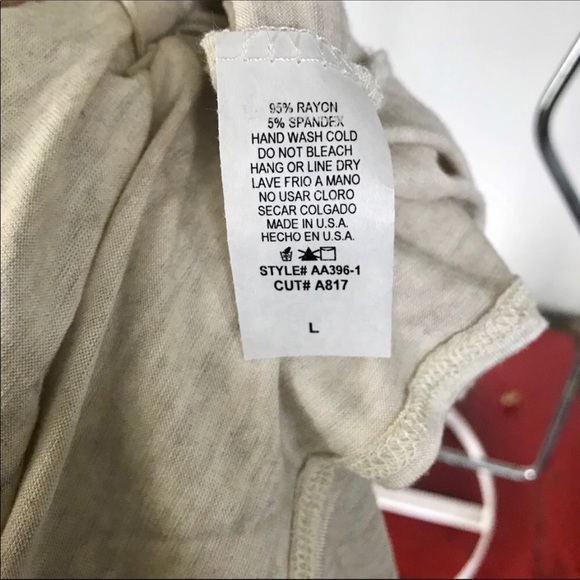 95% RAYON
5% SPANDEX
HAND WASH COLD
DO NOT BLEACH
HANG OR LINE DRY
LAVE FRIO A MANO
NO USAR CLORO
SECAR COLGADO
MADE IN U.S.A.
HECHO EN U.S.A.
STYLE# AA396-1
CUT# A817
L